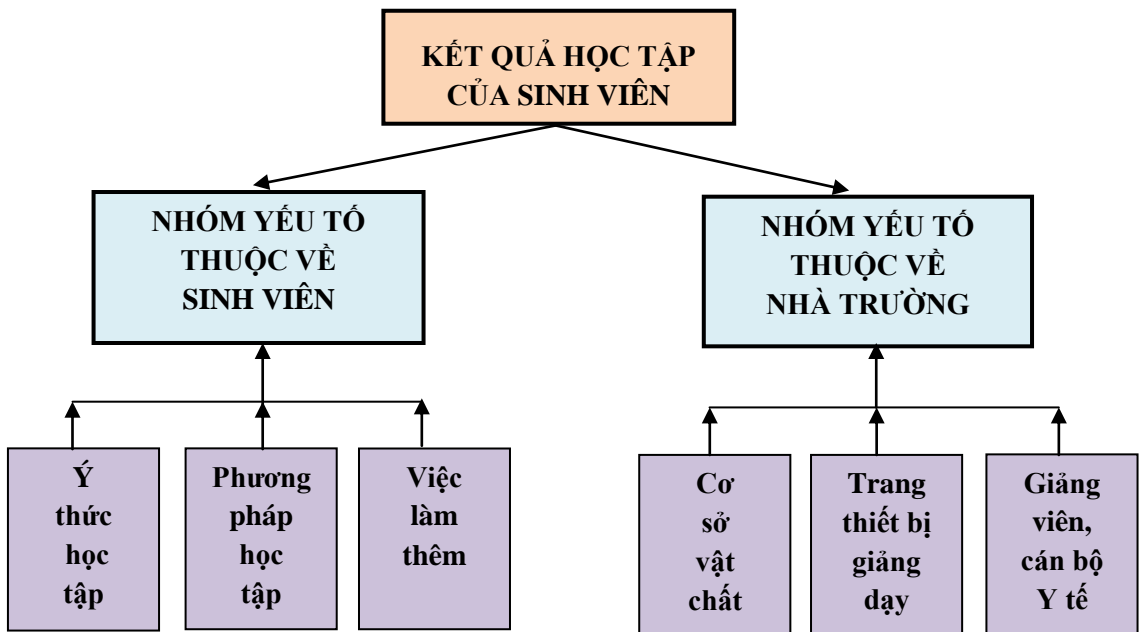 KẾT QUẢ HỌC TẬP
CỦA SINH VIÊN
NHÓM YẾU TỐ
THUỘC VỀ
SINH VIÊN
NHÓM YẾU TỐ
THUỘC VỀ
NHÀ TRƯỜNG
Ý
thức
học
tập
Phương
pháp
học
tập
Việc
làm
thêm
Cơ
sở
vật
chất
Trang
thiết bị
giảng
dạy
Giảng
viên,
cán bộ
Y tế